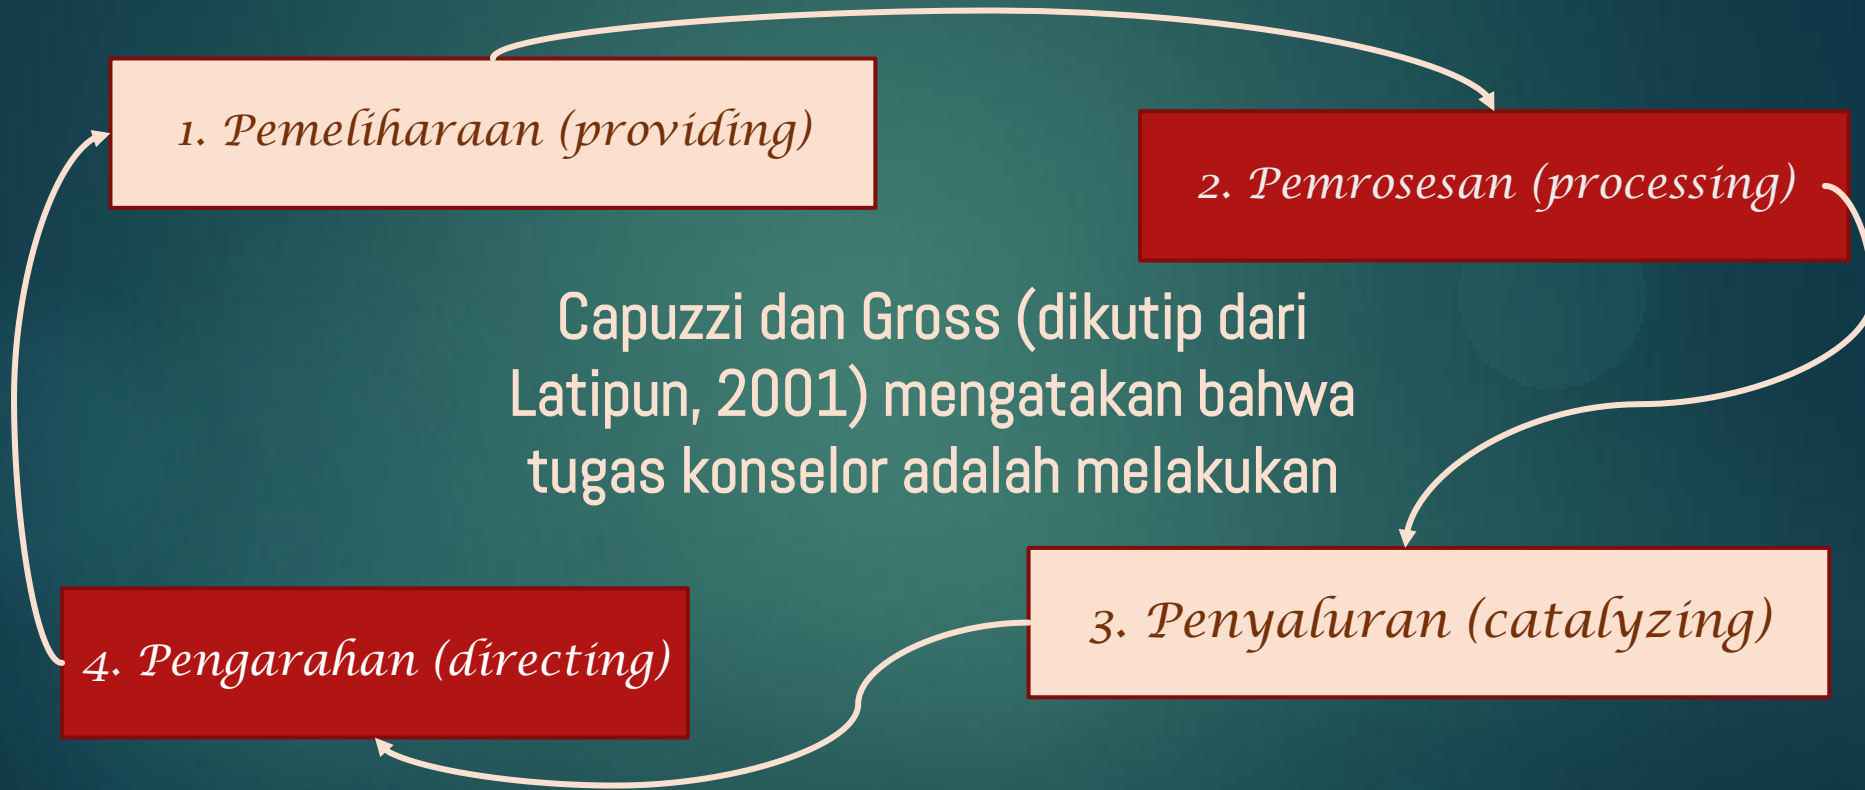 1. Pemeliharaan (providing)
2. Pemrosesan (processing)
Capuzzi dan Gross (dikutip dari
Latipun, 2001) mengatakan bahwa
tugas konselor adalah melakukan
3. Penyaluran (catalyzing)
4. Pengarahan (directing)